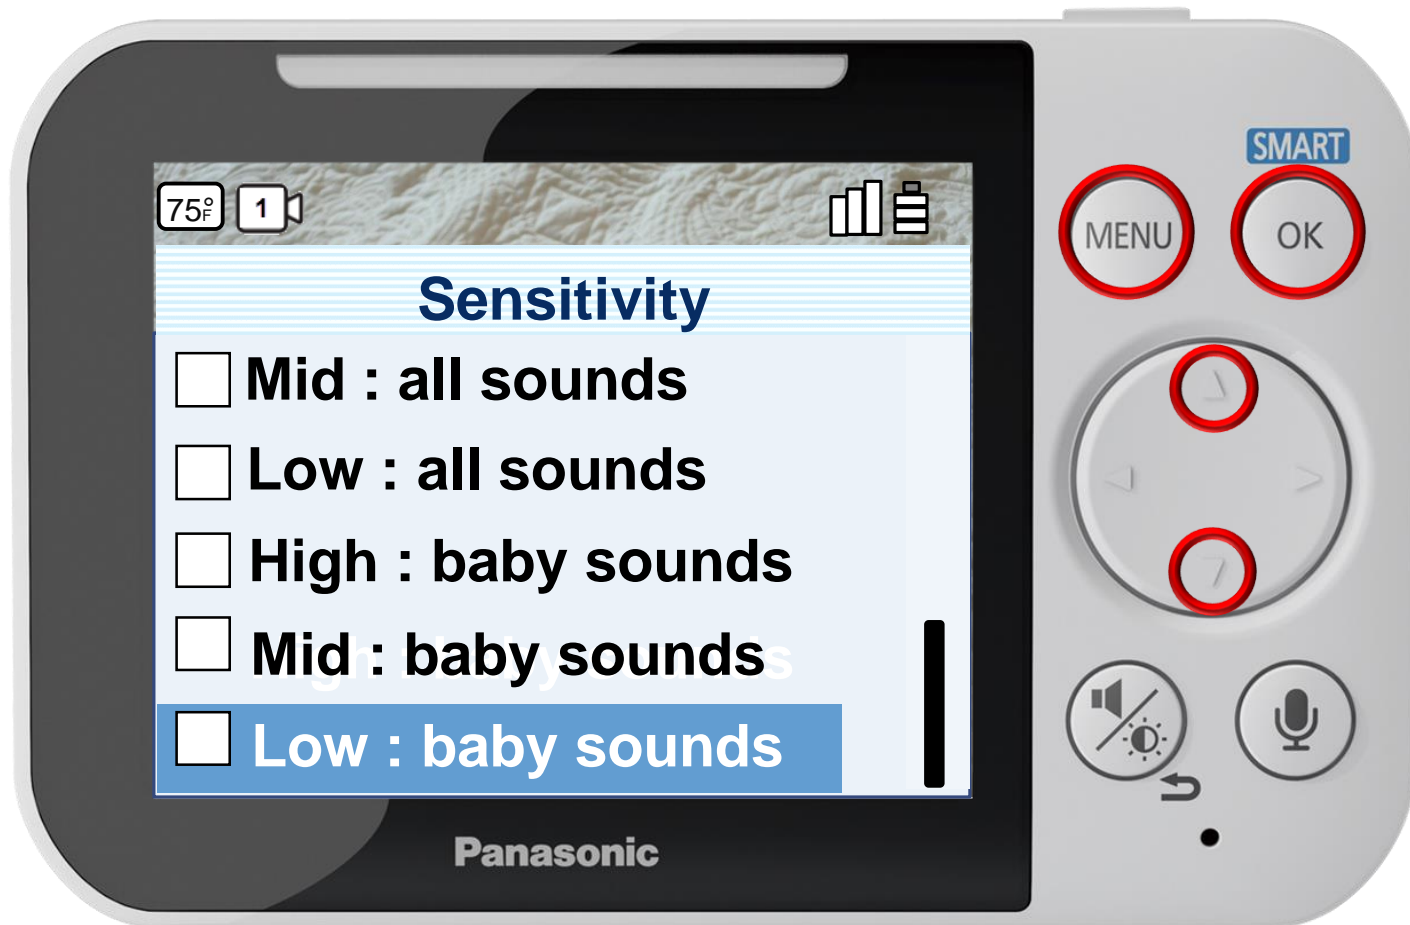 SMART
75°F 1
MENU OK
Sensitivity
Mid : all sounds
Low : all sounds
High : baby sounds
Mid : baby sounds
Low : baby sounds
Panasonic